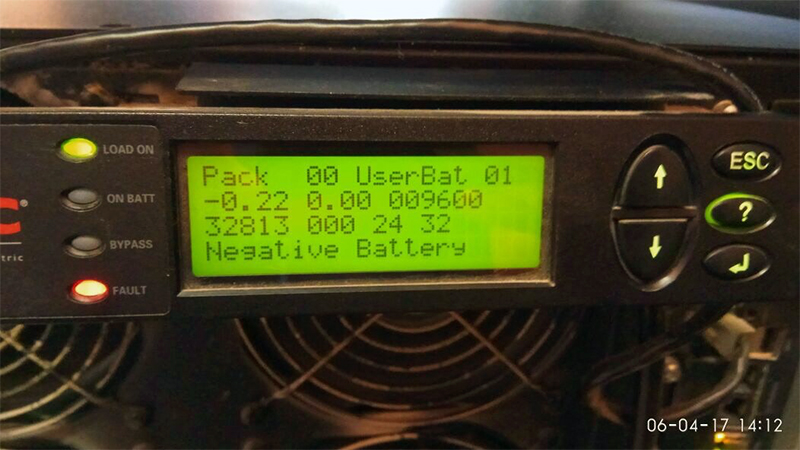 LOAD ON
ON BATT
BYPASS
FAULT
Pack 00 UserBat 01
-0.22 0.00 009600
32813 000 24 32
Negative Battery
ESC
?
C®
tric
06-04-17 14:12